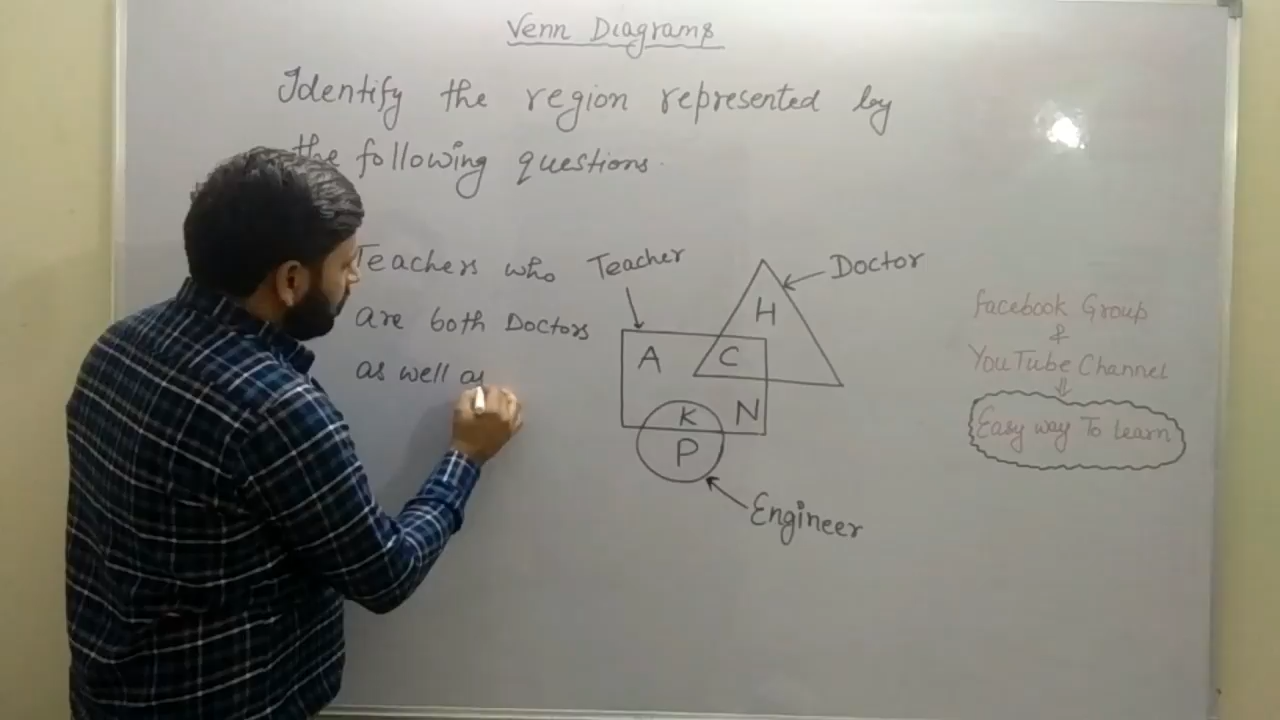 Venn Diagrams
Identify the region represented by
the following questions.
Teachers who
are both Doctors
as well as
Teacher
Doctor
H
A
C
K
N
P
Engineer
facebook Group
&
YouTube Channel
⇓
Easy way To Learn